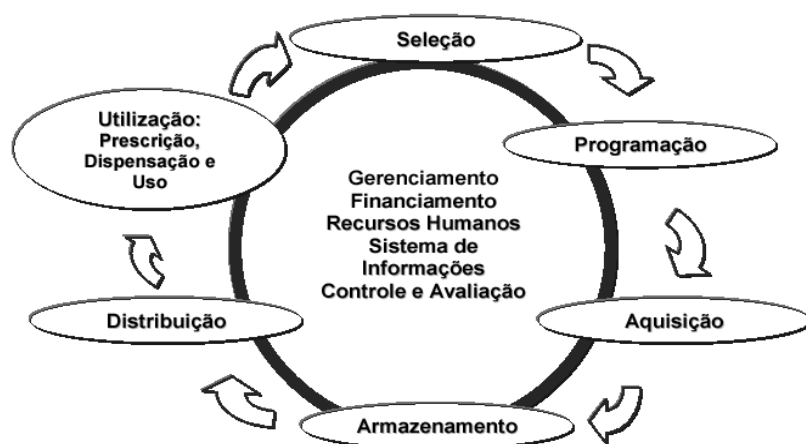 Seleção
Utilização:
Prescrição,
Dispensação e
Uso
Programação
Gerenciamento
Financiamento
Recursos Humanos
Sistema de
Informações
Controle e Avaliação
Distribuição
Aquisição
Armazenamento